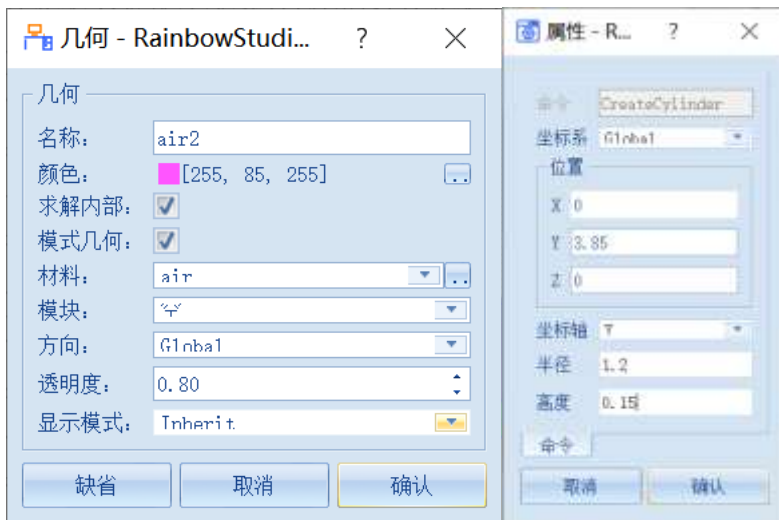 几何 - RainbowStudi... ?
几何
名称: air2
颜色: [255, 85, 255] ..
求解内部:
模式几何:
材料: air ..
模块:
方向: Global
透明度: 0.80
显示模式: Inherit
缺省 取消 确认
属性 - R... ?
命令 CreateCylinder
坐标系 Global
位置
X 0
Y 3.85
Z 0
坐标轴
半径 1.2
高度 0.15
命令
取消 确认